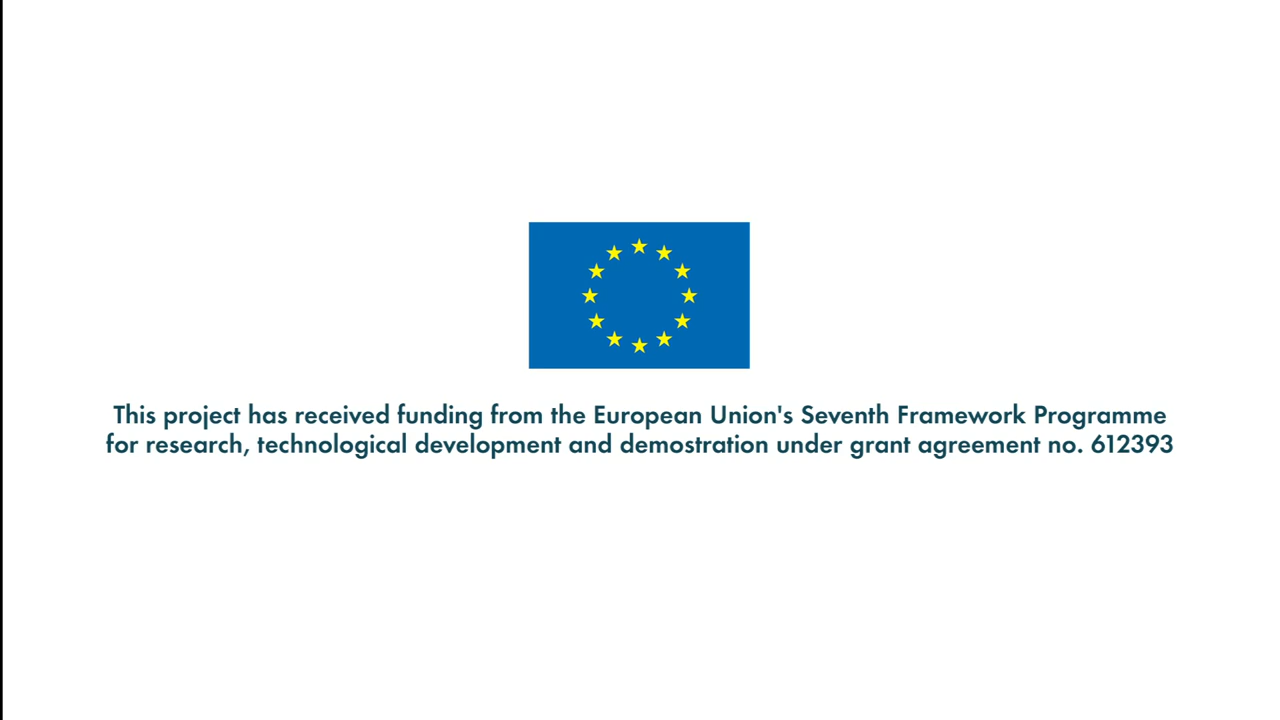 This project has received funding from the European Union's Seventh Framework Programme
for research, technological development and demostration under grant agreement no. 612393